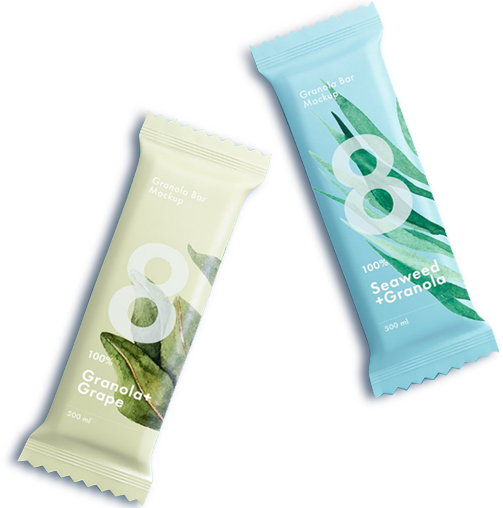 Granola Bar
Mockup
8
100%
Granola+
Grape
500 ml
Granola Bar
Mockup
8
100%
Seaweed
+Granola
500 ml